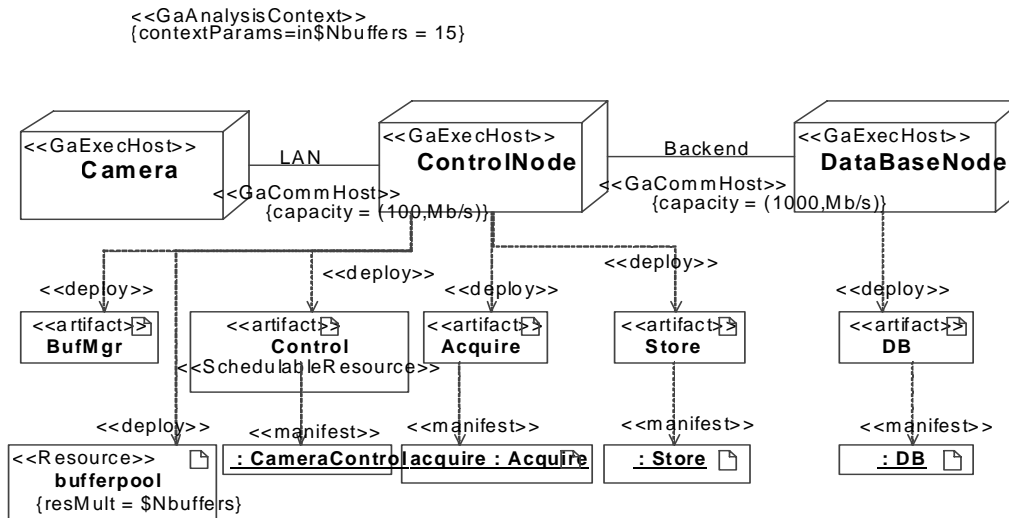 <<GaAnalysisContext>>
{contextParams=in$Nbuffers = 15}
<<GaExecHost>>
Camera
LAN
<<GaExecHost>>
ControlNode
Backend
<<GaExecHost>>
DataBaseNode
<<GaCommHost>>
{capacity = (100,Mb/s)}
<<GaCommHost>>
{capacity = (1000,Mb/s)}
<<deploy>>
<<deploy>>
<<deploy>>
<<deploy>>
<<deploy>>
<<artifact>>
BufMgr
<<artifact>>
Control
<<SchedulableResource>>
<<artifact>>
Acquire
<<artifact>>
Store
<<artifact>>
DB
<<deploy>>
<<manifest>>
<<manifest>>
<<manifest>>
<<manifest>>
<<Resource>>
bufferpool
{resMult = $Nbuffers}
: CameraControl
acquire : Acquire
: Store
: DB